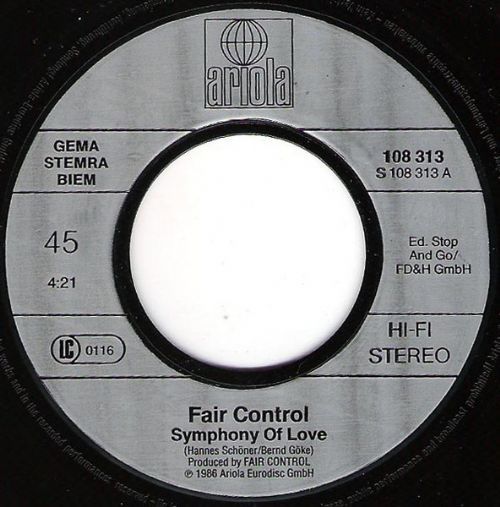 ariola
GEMA
STEMRA
BIEM
108 313
S 108 313 A
45
4:21
Ed. Stop
And Go/
FD&H GmbH
LC 0116
HI-FI
STEREO
Fair Control
Symphony Of Love
(Hannes Schöner/Bernd Göke)
Produced by FAIR CONTROL
℗ 1986 Ariola Eurodisc GmbH